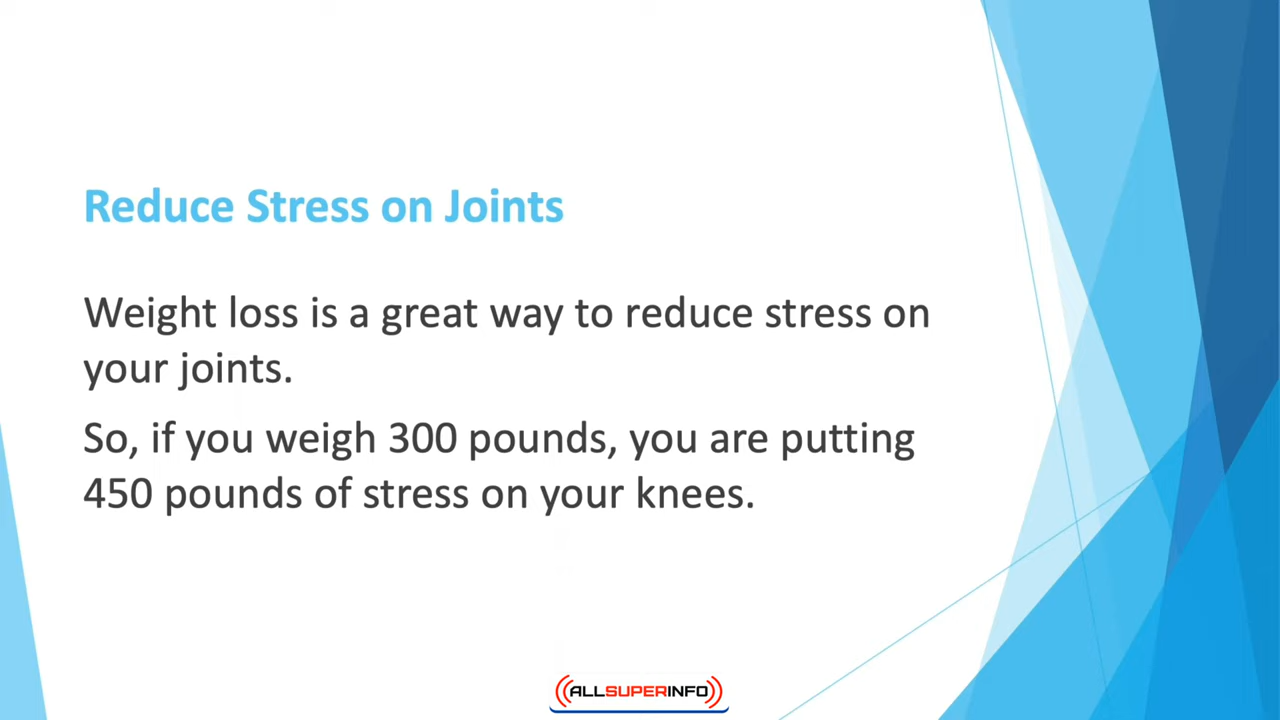 Reduce Stress on Joints
Weight loss is a great way to reduce stress on
your joints.
So, if you weigh 300 pounds, you are putting
450 pounds of stress on your knees.
ALLSUPERINFO